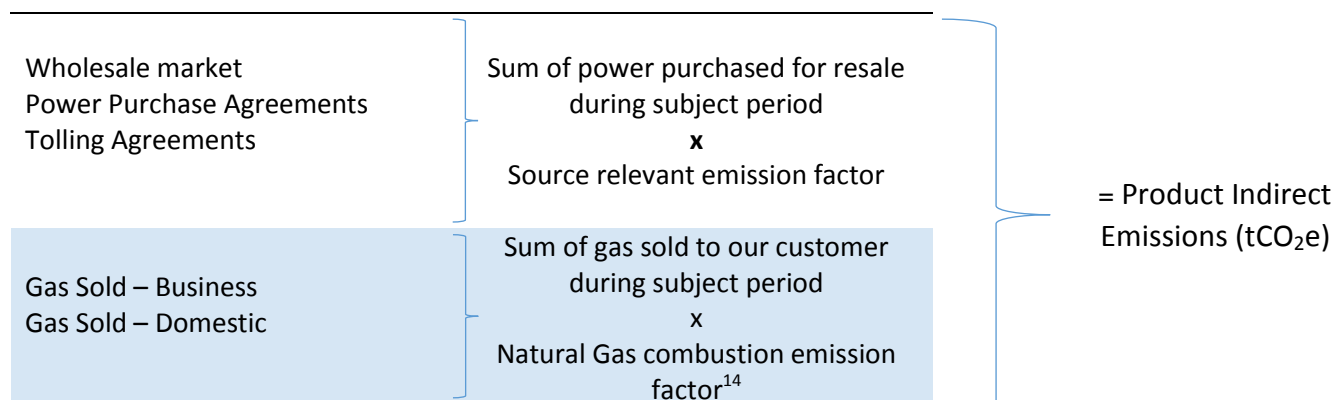 Wholesale market
Power Purchase Agreements
Tolling Agreements
Sum of power purchased for resale
during subject period
x
Source relevant emission factor
Gas Sold – Business
Gas Sold – Domestic
Sum of gas sold to our customer
during subject period
x
Natural Gas combustion emission
factor¹⁴
= Product Indirect
Emissions (tCO₂e)